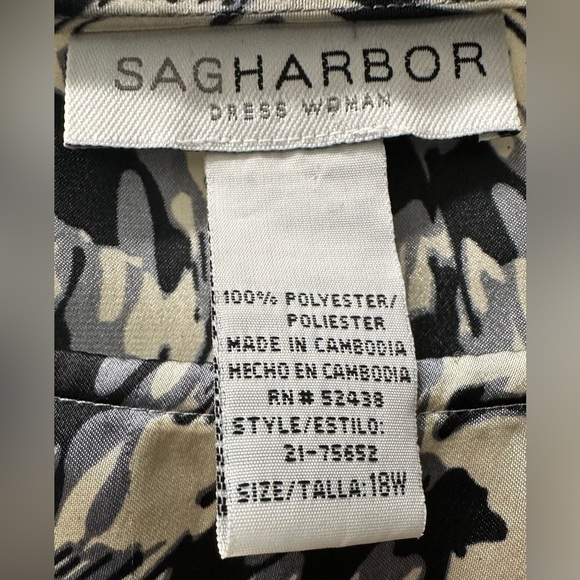 SAGHARBOR
DRESS WOMAN
100% POLYESTER/
POLIESTER
MADE IN CAMBODIA
HECHO EN CAMBODIA
RN# 52438
STYLE/ESTILO:
21-75652
SIZE/TALLA: 18W